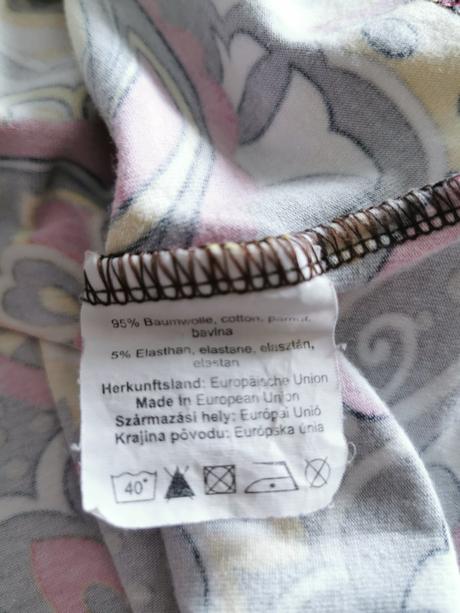 95% Baumwolle, cotton, pamut,
bavlna
5% Elasthan, elastane, elasztán,
elastan
Herkunftsland: Europäische Union
Made in European Union
Származási hely: Európai Unió
Krajina pôvodu: Európska únia
40°